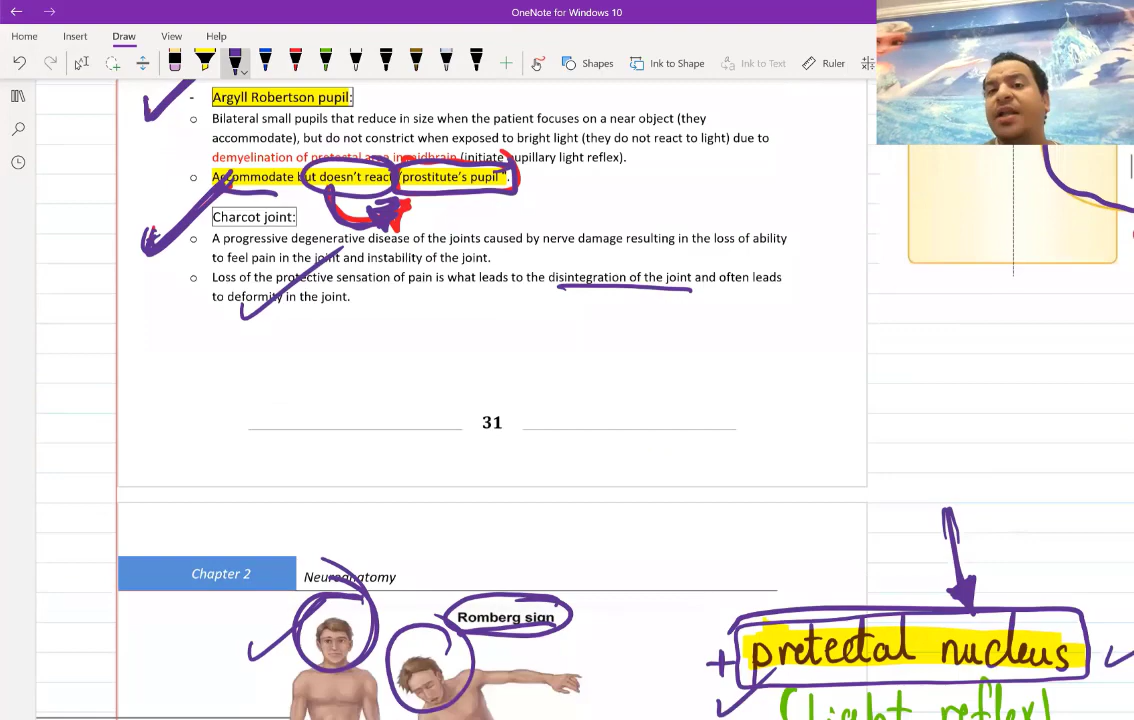 OneNote for Windows 10
Home Insert Draw View Help
Shapes Ink to Shape Ink to Text Ruler
- Argyll Robertson pupil:
o Bilateral small pupils that reduce in size when the patient focuses on a near object (they
accommodate), but do not constrict when exposed to bright light (they do not react to light) due to
demyelination of pretectal area in midbrain (initiate pupillary light reflex).
o Accommodate but doesn't react "prostitute's pupil".
Charcot joint:
o A progressive degenerative disease of the joints caused by nerve damage resulting in the loss of ability
to feel pain in the joint and instability of the joint.
o Loss of the protective sensation of pain is what leads to the disintegration of the joint and often leads
to deformity in the joint.
31
Chapter 2 Neuroanatomy
Romberg sign
+ pretectal nucleus
(Light reflex)